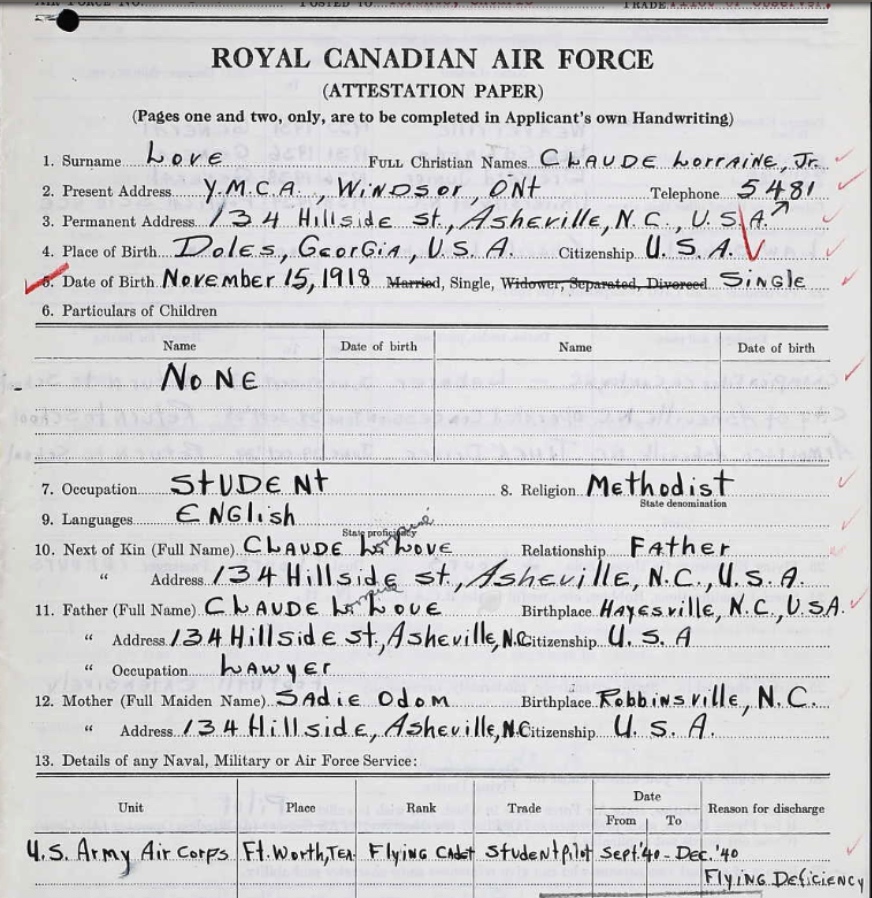 ROYAL CANADIAN AIR FORCE
(ATTESTATION PAPER)
(Pages one and two, only, are to be completed in Applicant's own Handwriting)
1. Surname Love FULL Christian Names CLAUDE Lorraine, Jr.
2. Present Address Y.M.C.A., Windsor, Ont Telephone 5481
3. Permanent Address 134 Hillside St., Asheville, N.C., U.S.A.
4. Place of Birth Doles, Georgia, U.S.A. Citizenship U.S.A.
5. Date of Birth November 15, 1918 Married, Single, Widower, Separated, Divorced Single
6. Particulars of Children
Name Date of birth Name Date of birth
None
7. Occupation Student 8. Religion Methodist
State denomination
9. Languages English
State proficiency
10. Next of Kin (Full Name) Claude Lorraine Love Relationship Father
" Address 134 Hillside St., Asheville, N.C., U.S.A.
11. Father (Full Name) Claude Love Birthplace Hayesville, N.C., U.S.A.
" Address 134 Hillside St, Asheville, N.C. Citizenship U.S.A
" Occupation Lawyer
12. Mother (Full Maiden Name) Sadie Odom Birthplace Robbinsville, N.C.
" Address 134 Hillside, Asheville, N.C. Citizenship U.S.A.
13. Details of any Naval, Military or Air Force Service:
Unit Place Rank Trade Date Reason for discharge
From To
U.S. Army Air Corps Ft. Worth, Tex Flying Cadet Student Pilot Sept. '40 - Dec. '40
Flying Deficiency